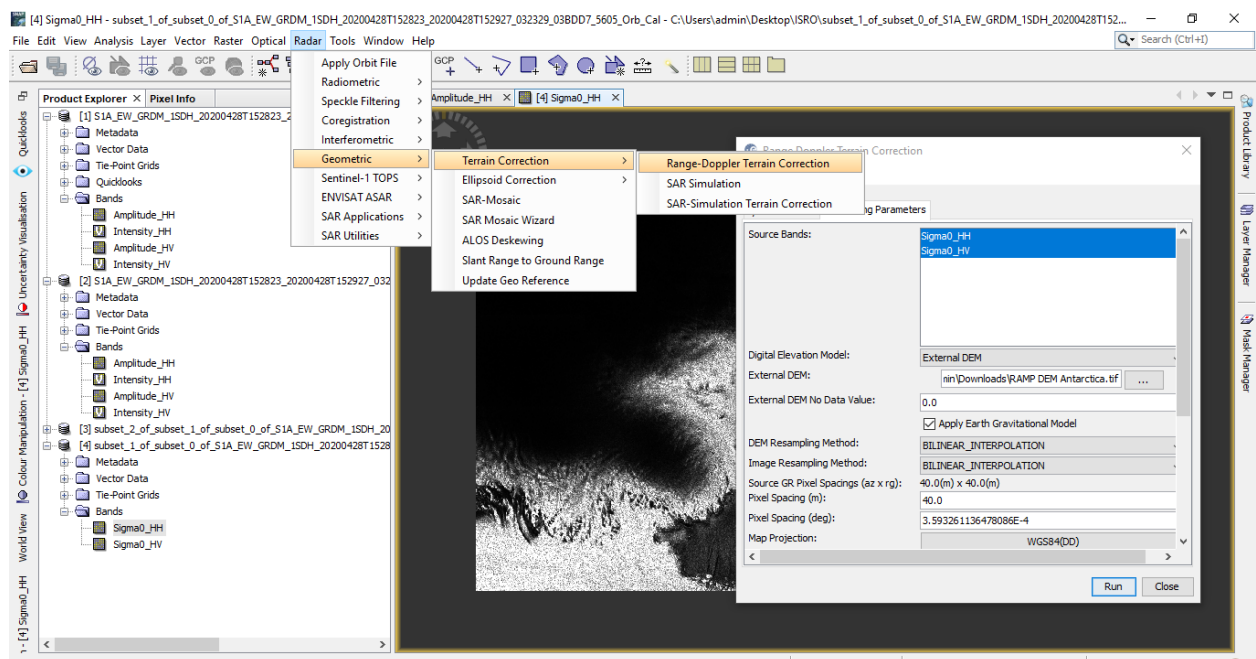 [4] Sigma0_HH - subset_1_of_subset_0_of_S1A_EW_GRDM_1SDH_20200428T152823_20200428T152927_032329_03BDD7_5605_Orb_Cal - C:\Users\admin\Desktop\ISRO\subset_1_of_subset_0_of_S1A_EW_GRDM_1SDH_20200428T152...
File Edit View Analysis Layer Vector Raster Optical Radar Tools Window Help
Search (Ctrl+I)
GCP
GCP
Apply Orbit File
Radiometric
Speckle Filtering
Coregistration
Interferometric
Geometric
Sentinel-1 TOPS
ENVISAT ASAR
SAR Applications
SAR Utilities
Terrain Correction
Ellipsoid Correction
SAR-Mosaic
SAR Mosaic Wizard
ALOS Deskewing
Slant Range to Ground Range
Update Geo Reference
Range-Doppler Terrain Correction
SAR Simulation
SAR-Simulation Terrain Correction
Product Explorer Pixel Info
Amplitude_HH [4] Sigma0_HH
[1] S1A_EW_GRDM_1SDH_20200428T152823_2
Metadata
Vector Data
Tie-Point Grids
Quicklooks
Bands
Amplitude_HH
Intensity_HH
Amplitude_HV
Intensity_HV
[2] S1A_EW_GRDM_1SDH_20200428T152823_20200428T152927_032
Metadata
Vector Data
Tie-Point Grids
Bands
Amplitude_HH
Intensity_HH
Amplitude_HV
Intensity_HV
[3] subset_2_of_subset_1_of_subset_0_of_S1A_EW_GRDM_1SDH_20
[4] subset_1_of_subset_0_of_S1A_EW_GRDM_1SDH_20200428T1528
Metadata
Vector Data
Tie-Point Grids
Bands
Sigma0_HH
Sigma0_HV
Range-Doppler Terrain Correction
ng Parameters
Source Bands:
Sigma0_HH
Sigma0_HV
Digital Elevation Model: External DEM
External DEM: nin\Downloads\RAMP DEM Antarctica.tif ...
External DEM No Data Value: 0.0
Apply Earth Gravitational Model
DEM Resampling Method: BILINEAR_INTERPOLATION
Image Resampling Method: BILINEAR_INTERPOLATION
Source GR Pixel Spacings (az x rg): 40.0(m) x 40.0(m)
Pixel Spacing (m): 40.0
Pixel Spacing (deg): 3.593261136478086E-4
Map Projection: WGS84(DD)
Run Close
Quicklooks
Uncertainty Visualisation
Colour Manipulation - [4] Sigma0_HH
World View
n - [4] Sigma0_HH
Product Library
Layer Manager
Mask Manager